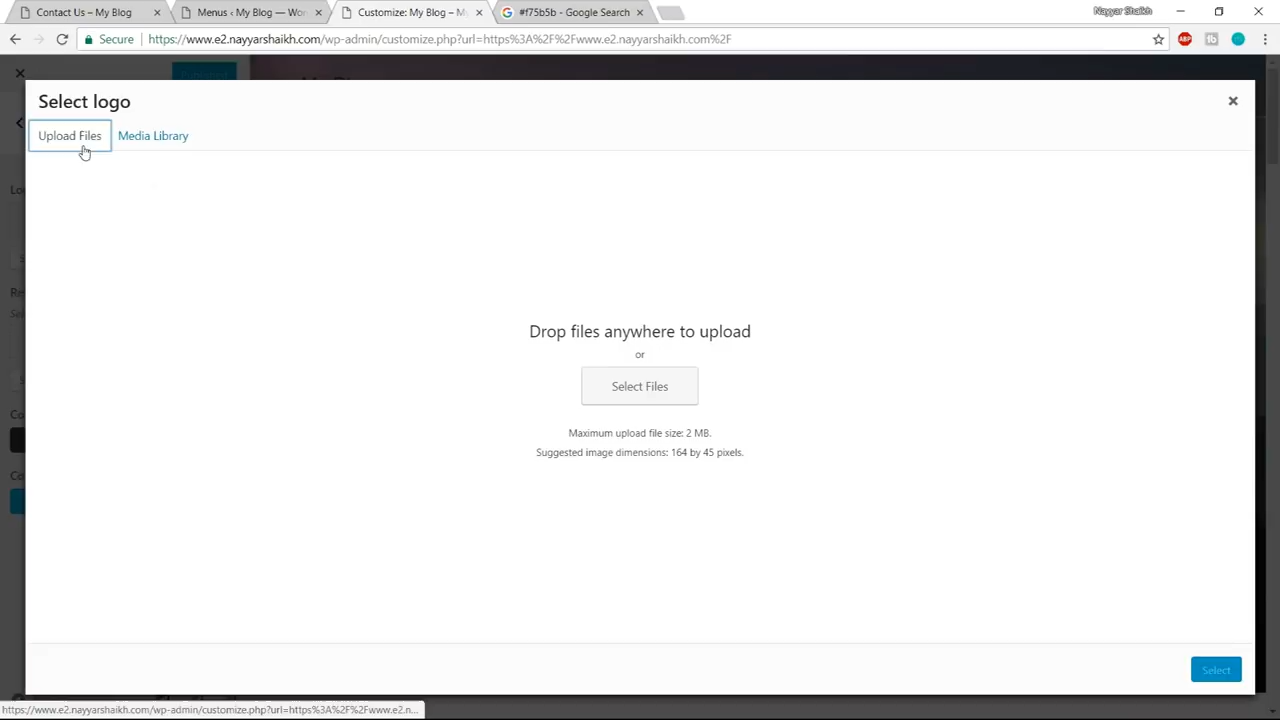 Contact Us – My Blog
Menus ‹ My Blog — Wor
Customize: My Blog – M
#f75b5b - Google Search
Nayyar Shaikh
Secure
https://www.e2.nayyarshaikh.com/wp-admin/customize.php?url=https%3A%2F%2Fwww.e2.nayyarshaikh.com%2F
ABP
Select logo
Upload Files
Media Library
Drop files anywhere to upload
or
Select Files
Maximum upload file size: 2 MB.
Suggested image dimensions: 164 by 45 pixels.
Select
https://www.e2.nayyarshaikh.com/wp-admin/customize.php?url=https%3A%2F%2Fwww.e2.n...